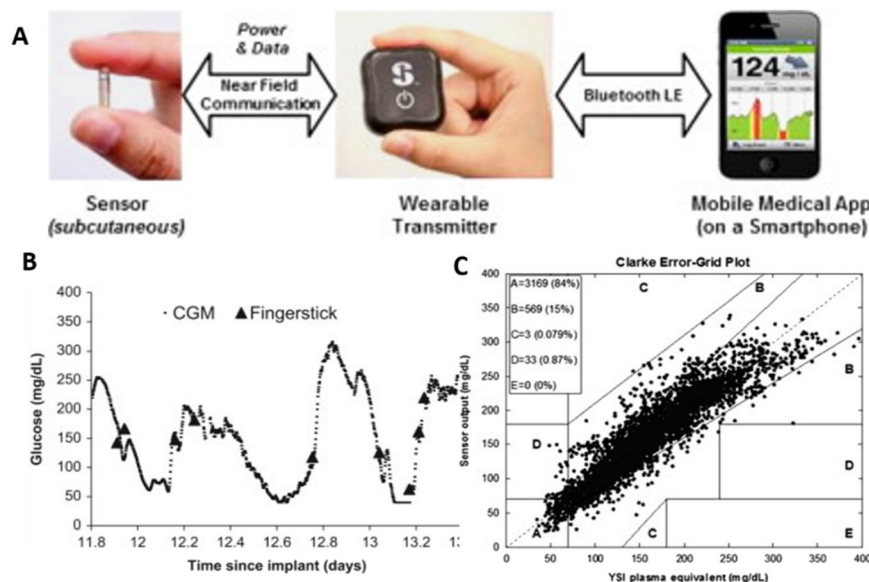 A
Power
& Data
Near Field
Communication
Bluetooth LE
124
mg / dL
Sensor
(subcutaneous)
Wearable
Transmitter
Mobile Medical App
(on a Smartphone)
B
400
350
300
250
200
150
100
50
0
Glucose (mg/dL)
CGM
Fingerstick
11.8
12
12.2
12.4
12.6
12.8
13
13.2
Time since implant (days)
C
Clarke Error-Grid Plot
A=3169 (84%)
B=569 (15%)
C=3 (0.079%)
D=33 (0.87%)
E=0 (0%)
400
350
300
250
200
150
100
50
0
Sensor output (mg/dL)
C
B
B
D
D
A
C
E
0
50
100
150
200
250
300
350
400
YSI plasma equivalent (mg/dL)